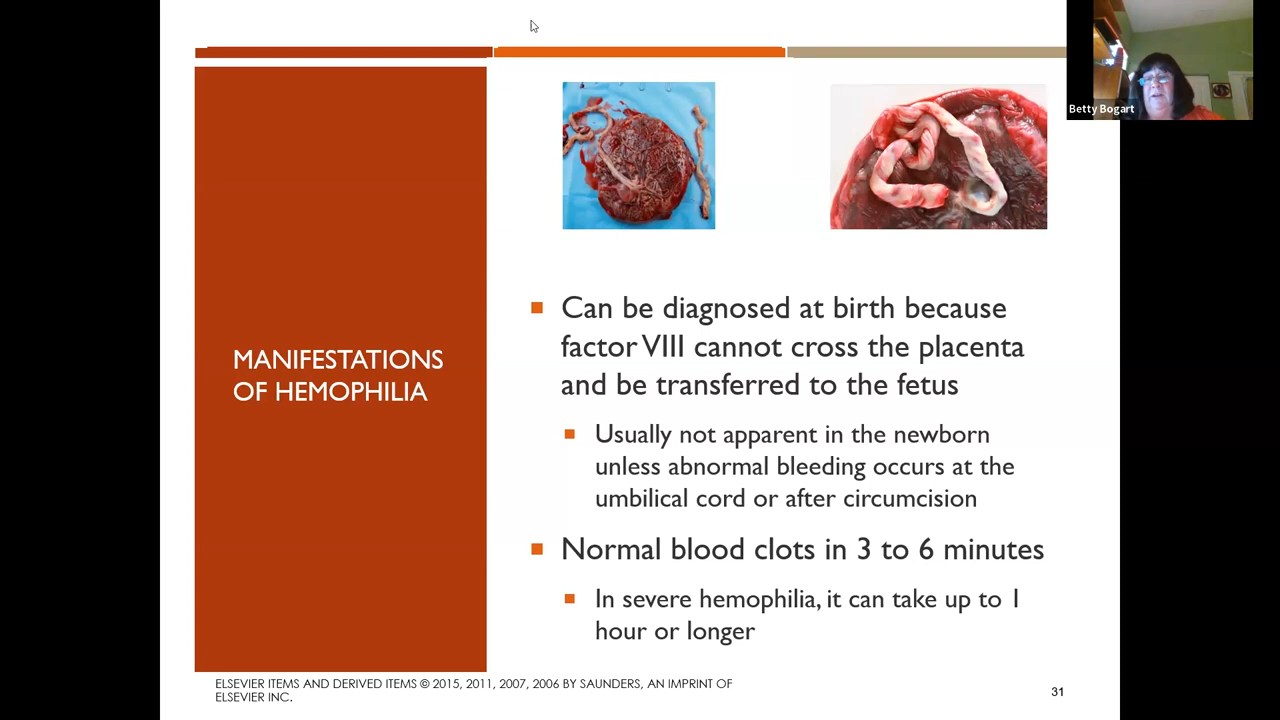 Betty Bogart
MANIFESTATIONS
OF HEMOPHILIA
Can be diagnosed at birth because
factor VIII cannot cross the placenta
and be transferred to the fetus
Usually not apparent in the newborn
unless abnormal bleeding occurs at the
umbilical cord or after circumcision
Normal blood clots in 3 to 6 minutes
In severe hemophilia, it can take up to 1
hour or longer
ELSEVIER ITEMS AND DERIVED ITEMS © 2015, 2011, 2007, 2006 BY SAUNDERS, AN IMPRINT OF
ELSEVIER INC.
31